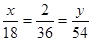 x/18 = 2/36 = y/54